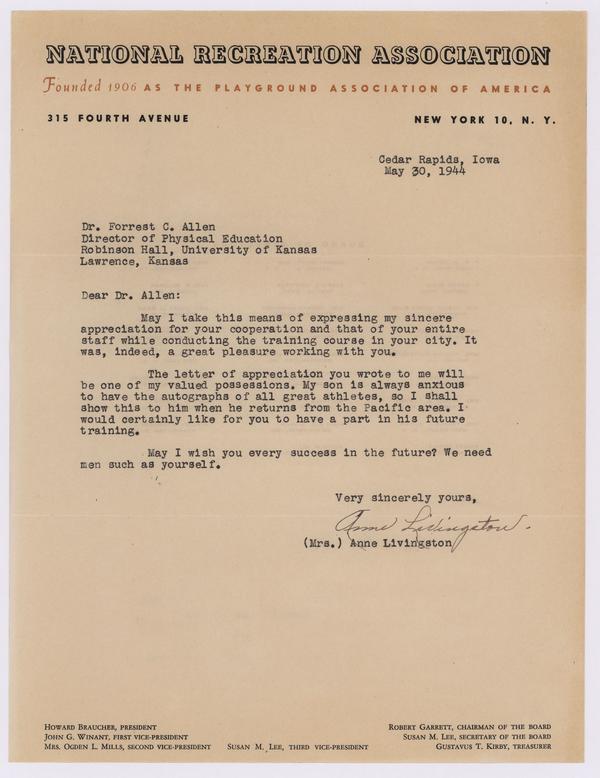 NATIONAL RECREATION ASSOCIATION
Founded 1906 AS THE PLAYGROUND ASSOCIATION OF AMERICA
315 FOURTH AVENUE NEW YORK 10, N. Y.
Cedar Rapids, Iowa
May 30, 1944
Dr. Forrest C. Allen
Director of Physical Education
Robinson Hall, University of Kansas
Lawrence, Kansas
Dear Dr. Allen:
May I take this means of expressing my sincere
appreciation for your cooperation and that of your entire
staff while conducting the training course in your city. It
was, indeed, a great pleasure working with you.
The letter of appreciation you wrote to me will
be one of my valued possessions. My son is always anxious
to have the autographs of all great athletes, so I shall
show this to him when he returns from the Pacific area. I
would certainly like for you to have a part in his future
training.
May I wish you every success in the future? We need
men such as yourself.
Very sincerely yours,
Anne Livingston.
(Mrs.) Anne Livingston
HOWARD BRAUCHER, PRESIDENT
JOHN G. WINANT, FIRST VICE-PRESIDENT
MRS. OGDEN L. MILLS, SECOND VICE-PRESIDENT SUSAN M. LEE, THIRD VICE-PRESIDENT
ROBERT GARRETT, CHAIRMAN OF THE BOARD
SUSAN M. LEE, SECRETARY OF THE BOARD
GUSTAVUS T. KIRBY, TREASURER